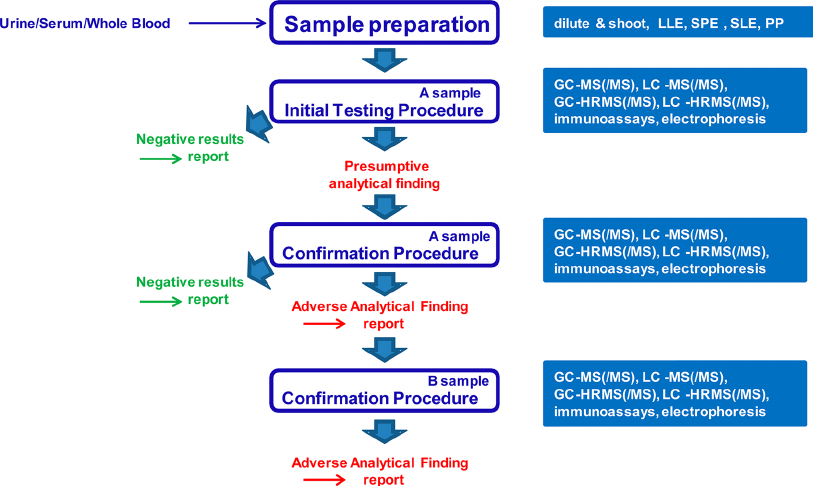 Urine/Serum/Whole Blood
Sample preparation
dilute & shoot, LLE, SPE , SLE, PP
A sample
Initial Testing Procedure
GC-MS(/MS), LC -MS(/MS),
GC-HRMS(/MS), LC -HRMS(/MS),
immunoassays, electrophoresis
Negative results
report
Presumptive
analytical finding
A sample
Confirmation Procedure
GC-MS(/MS), LC -MS(/MS),
GC-HRMS(/MS), LC -HRMS(/MS),
immunoassays, electrophoresis
Negative results
report
Adverse Analytical Finding
report
B sample
Confirmation Procedure
GC-MS(/MS), LC -MS(/MS),
GC-HRMS(/MS), LC -HRMS(/MS),
immunoassays, electrophoresis
Adverse Analytical Finding
report